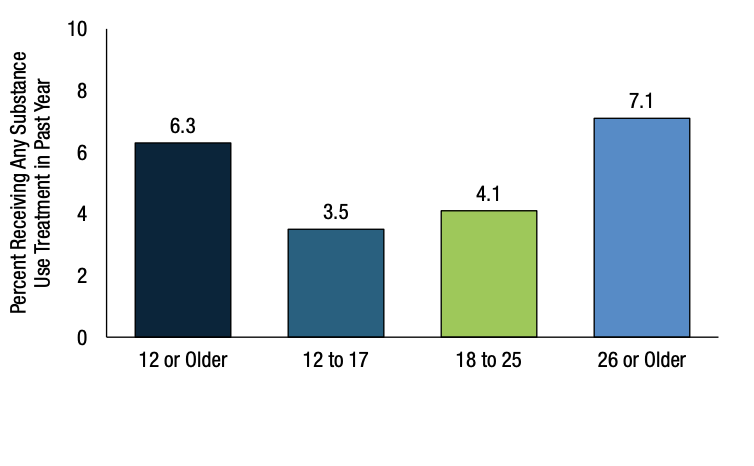 Percent Receiving Any Substance
Use Treatment in Past Year
10
8
6
4
2
0
6.3
3.5
4.1
7.1
12 or Older
12 to 17
18 to 25
26 or Older